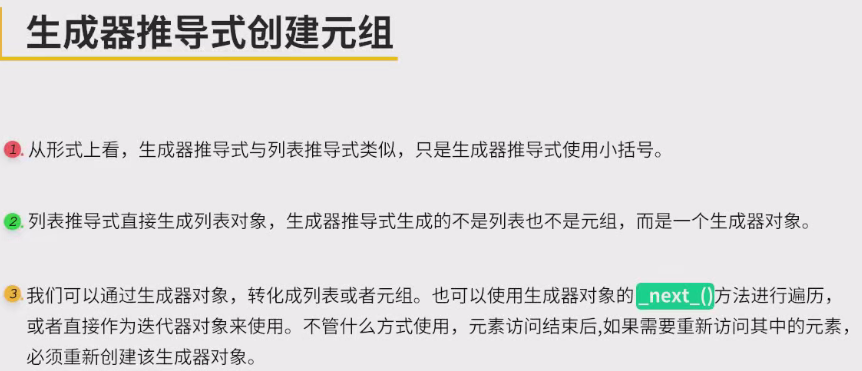 生成器推导式创建元组
1. 从形式上看，生成器推导式与列表推导式类似，只是生成器推导式使用小括号。
2. 列表推导式直接生成列表对象，生成器推导式生成的不是列表也不是元组，而是一个生成器对象。
3. 我们可以通过生成器对象，转化成列表或者元组。也可以使用生成器对象的 _next_()方法进行遍历，
或者直接作为迭代器对象来使用。不管什么方式使用，元素访问结束后,如果需要重新访问其中的元素，
必须重新创建该生成器对象。